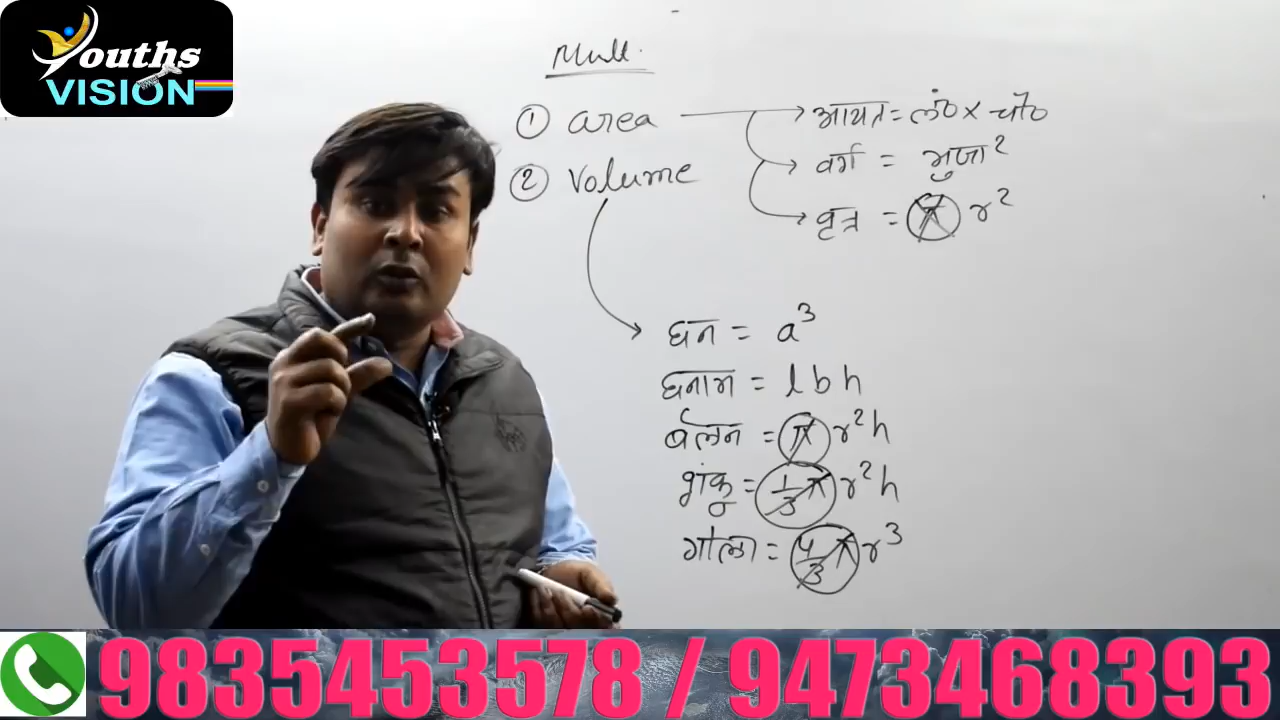 Youths
VISION
Mull.
① area → आयत = लं० × चौ०
② Volume → वर्ग = भुजा²
→ वृत्त = π r²
घन = a³
घनाभ = l b h
बेलन = π r² h
शंकु = 1/3 π r² h
गोला = 4/3 π r³
9835453578 / 9473468393